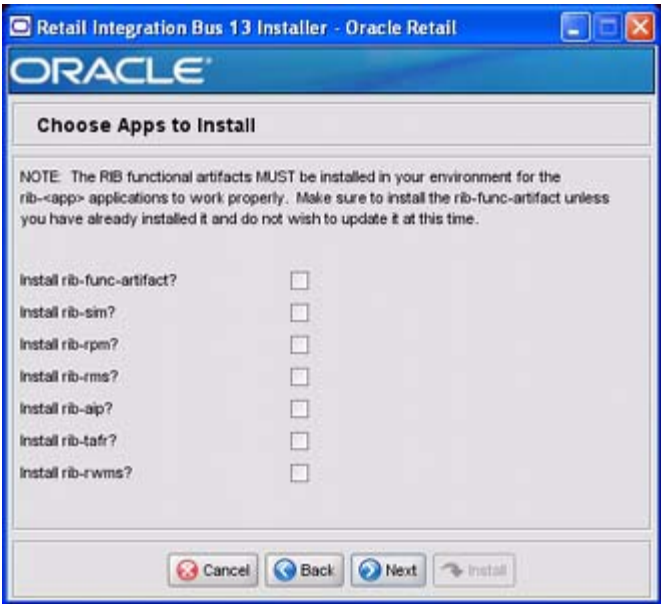 Retail Integration Bus 13 Installer - Oracle Retail
ORACLE®
Choose Apps to Install
NOTE: The RIB functional artifacts MUST be installed in your environment for the
rib-<app> applications to work properly. Make sure to install the rib-func-artifact unless
you have already installed it and do not wish to update it at this time.
Install rib-func-artifact?
Install rib-sim?
Install rib-rpm?
Install rib-rms?
Install rib-aip?
Install rib-tafr?
Install rib-rwms?
Cancel Back Next Install